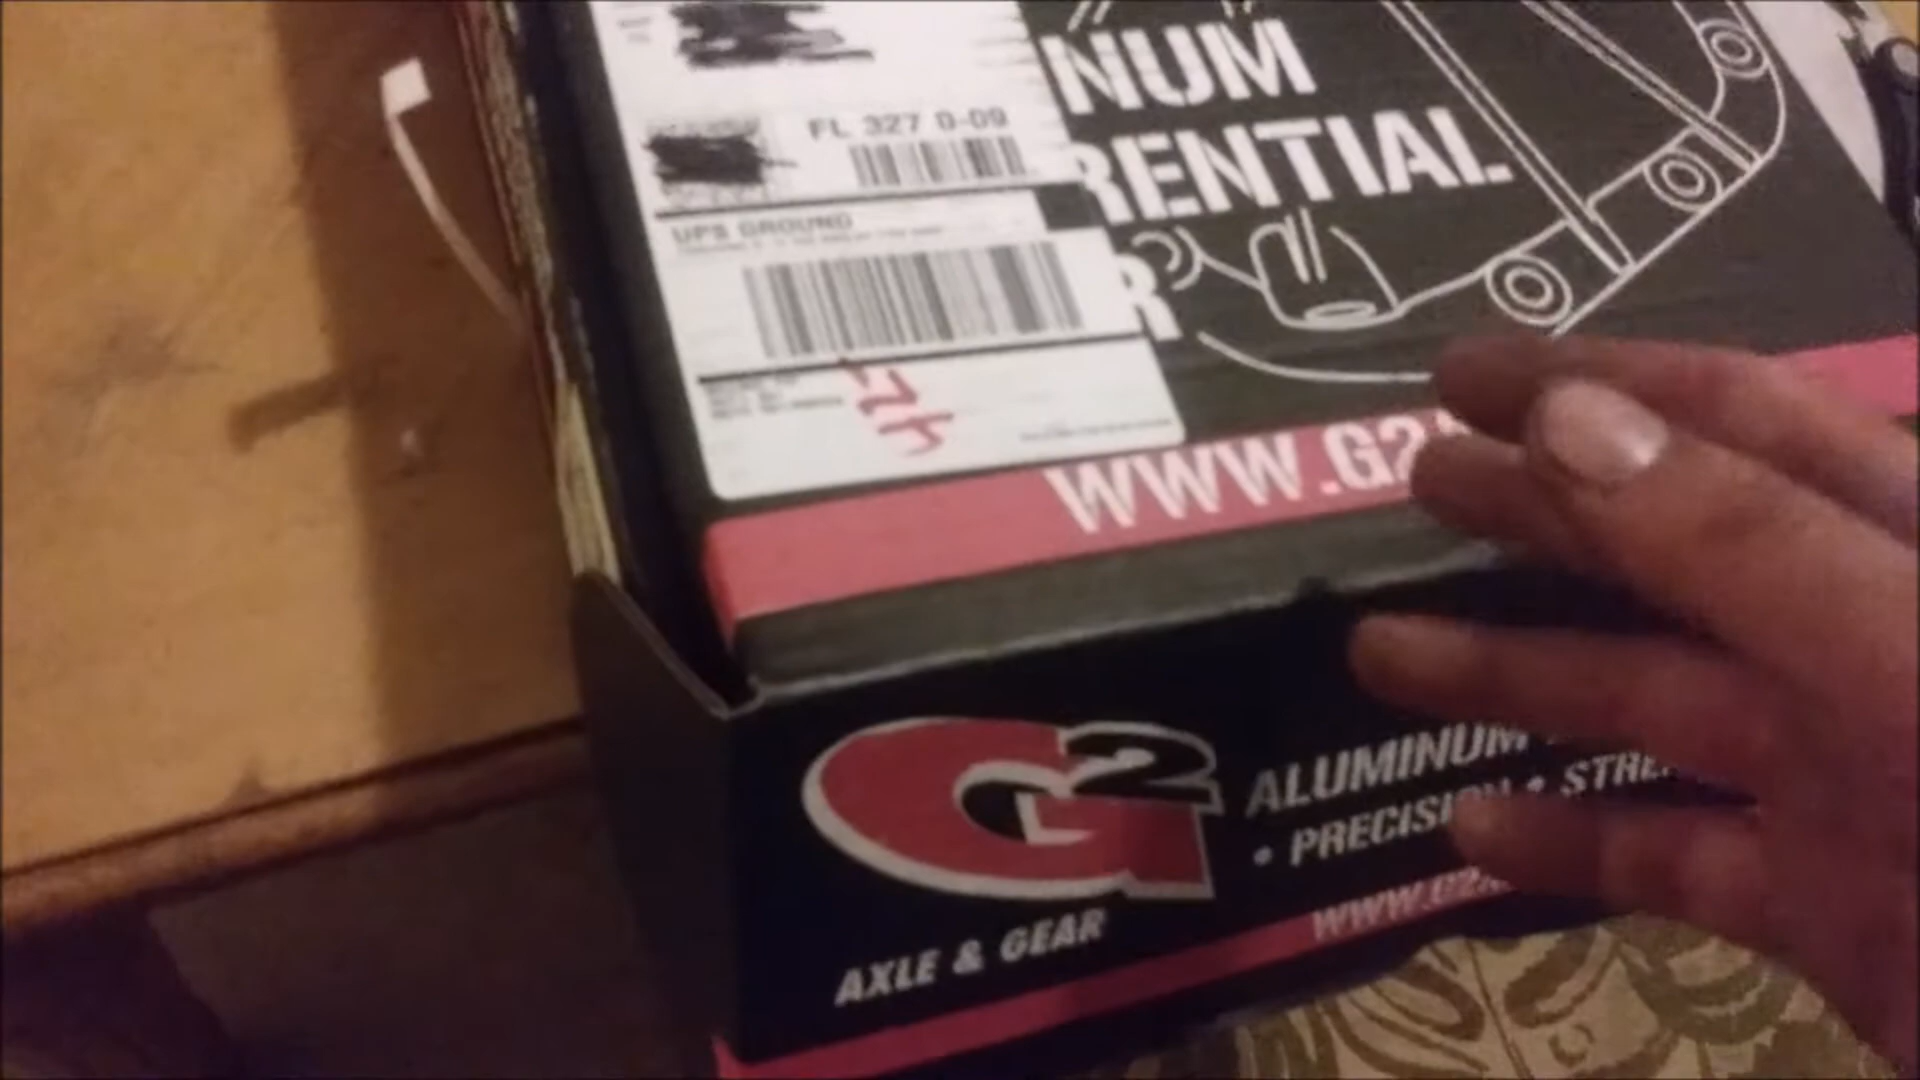 FL 327 0-09
UPS GROUND
NUM
RENTIAL
R
WWW.G2
G2
AXLE & GEAR
ALUMINUM
• PRECISION • STRE
WWW.G2